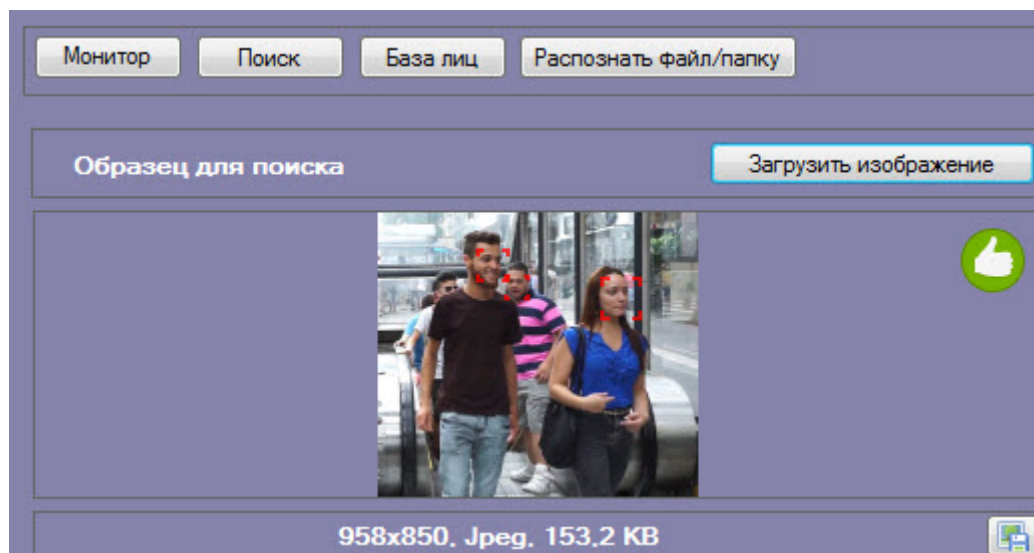 Монитор Поиск База лиц Распознать файл/папку
Образец для поиска Загрузить изображение
958x850, Jpeg, 153,2 KB